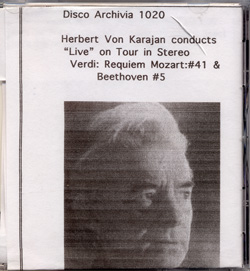 Disco Archivia 1020
Herbert Von Karajan conducts
"Live" on Tour in Stereo
Verdi: Requiem Mozart:#41 &
Beethoven #5